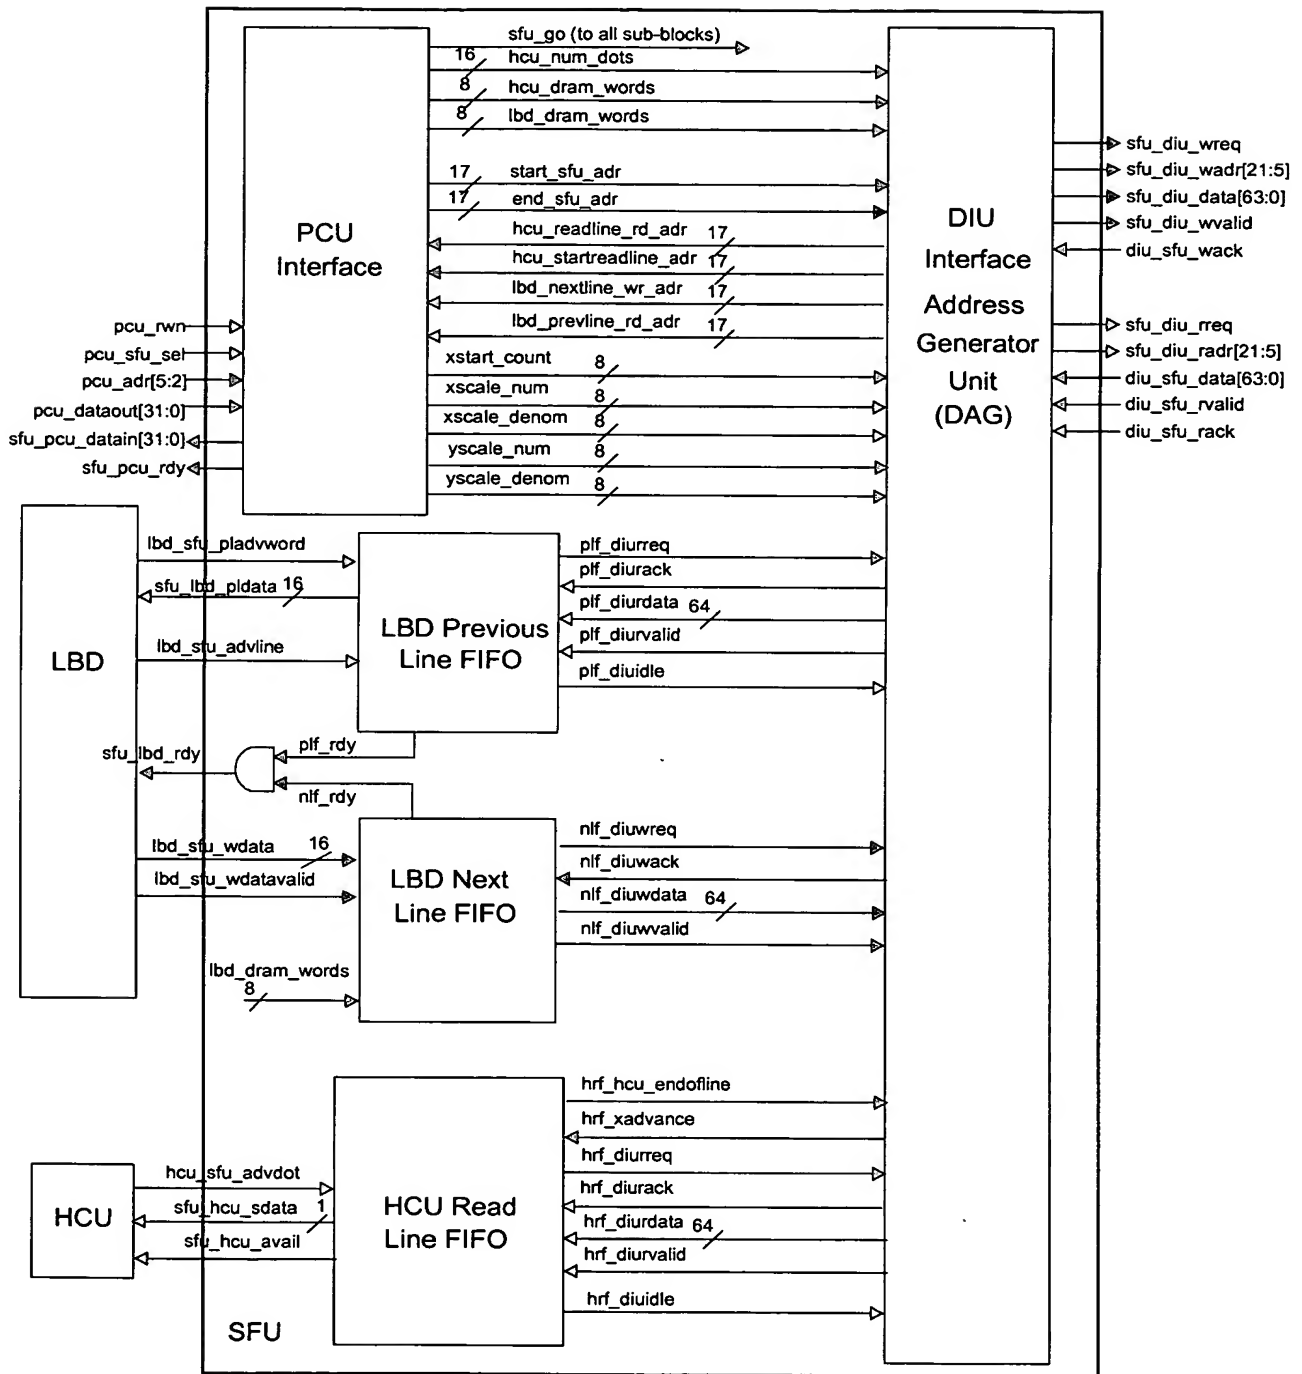 sfu_go (to all sub-blocks)
16 hcu_num_dots
8 hcu_dram_words
8 lbd_dram_words
17 start_sfu_adr
17 end_sfu_adr
hcu_readline_rd_adr 17
hcu_startreadline_adr 17
lbd_nextline_wr_adr 17
lbd_prevline_rd_adr 17
xstart_count 8
xscale_num 8
xscale_denom 8
yscale_num 8
yscale_denom 8
PCU
Interface
pcu_rwn
pcu_sfu_sel
pcu_adr[5:2]
pcu_dataout[31:0]
sfu_pcu_datain[31:0]
sfu_pcu_rdy
DIU
Interface
Address
Generator
Unit
(DAG)
sfu_diu_wreq
sfu_diu_wadr[21:5]
sfu_diu_data[63:0]
sfu_diu_wvalid
diu_sfu_wack
sfu_diu_rreq
sfu_diu_radr[21:5]
diu_sfu_data[63:0]
diu_sfu_rvalid
diu_sfu_rack
LBD
lbd_sfu_pladvword
sfu_lbd_pldata 16
lbd_sfu_advline
LBD Previous
Line FIFO
plf_diurreq
plf_diurack
plf_diurdata 64
plf_diurvalid
plf_diuidle
sfu_lbd_rdy
plf_rdy
nlf_rdy
lbd_sfu_wdata 16
lbd_sfu_wdatavalid
lbd_dram_words
8
LBD Next
Line FIFO
nlf_diuwreq
nlf_diuwack
nlf_diuwdata 64
nlf_diuwvalid
HCU
hcu_sfu_advdot
sfu_hcu_sdata 1
sfu_hcu_avail
HCU Read
Line FIFO
hrf_hcu_endofline
hrf_xadvance
hrf_diurreq
hrf_diurack
hrf_diurdata 64
hrf_diurvalid
hrf_diuidle
SFU